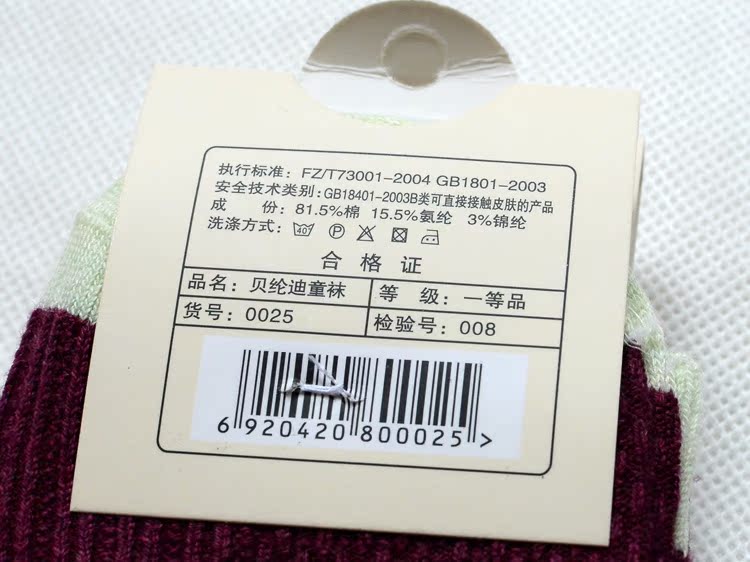 执行标准: FZ/T73001-2004 GB1801-2003
安全技术类别:GB18401-2003B类可直接接触皮肤的产品
成 份: 81.5%棉 15.5%氨纶 3%锦纶
洗涤方式: 40 P
合格证
品名: 贝纶迪童袜 等 级: 一等品
货号: 0025 检验号: 008
6 920420 800025 >